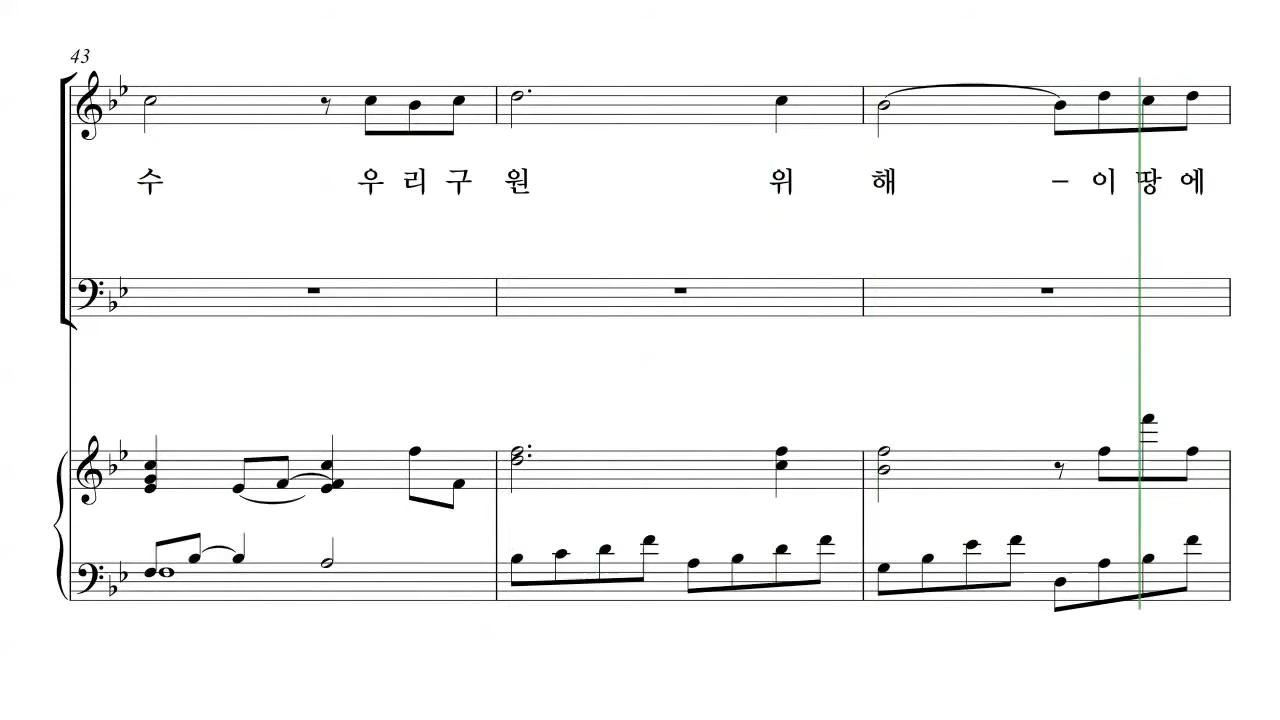 43
수 우 리 구 원 위 해 – 이 땅 에